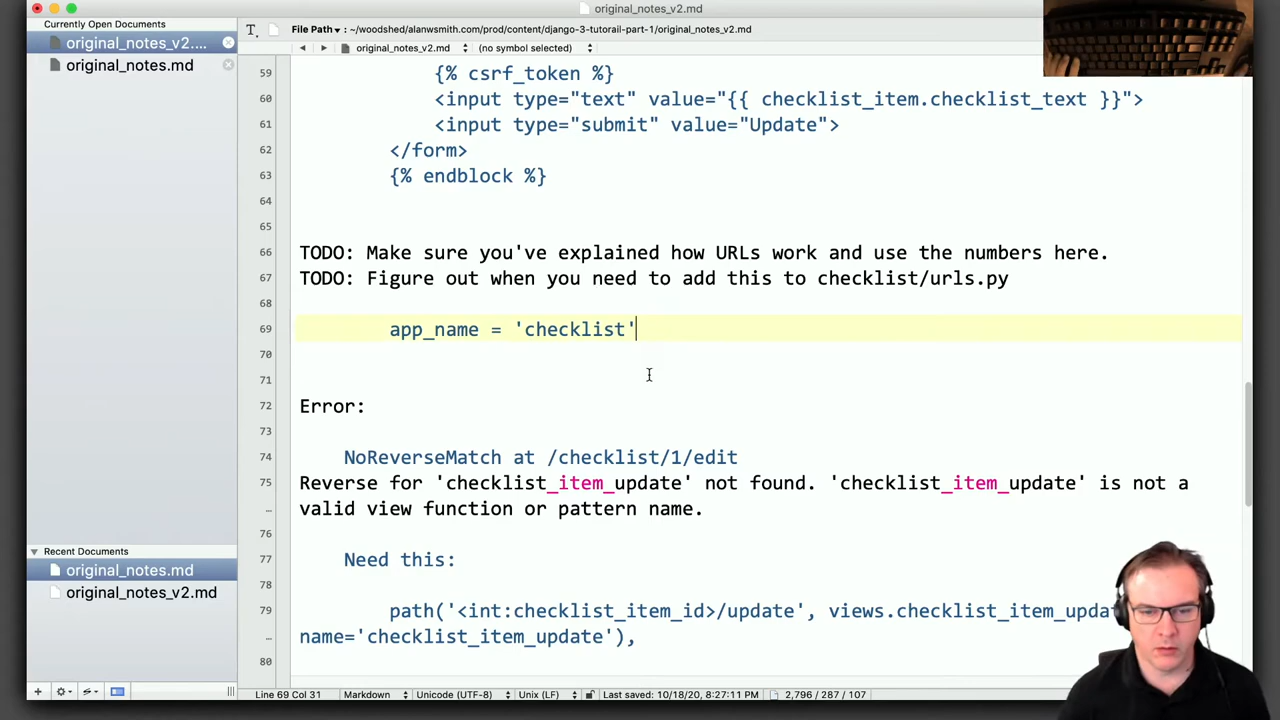 original_notes_v2.md
Currently Open Documents
original_notes_v2....
original_notes.md
File Path ▾ : ~/woodshed/alanwsmith/prod/content/django-3-tutorail-part-1/original_notes_v2.md
original_notes_v2.md (no symbol selected)
59 {% csrf_token %}
60 <input type="text" value="{{ checklist_item.checklist_text }}">
61 <input type="submit" value="Update">
62 </form>
63 {% endblock %}
64
65
66 TODO: Make sure you've explained how URLs work and use the numbers here.
67 TODO: Figure out when you need to add this to checklist/urls.py
68
69 app_name = 'checklist'
70
71
72 Error:
73
74 NoReverseMatch at /checklist/1/edit
75 Reverse for 'checklist_item_update' not found. 'checklist_item_update' is not a
valid view function or pattern name.
76
77 Need this:
78
79 path('<int:checklist_item_id>/update', views.checklist_item_updat
name='checklist_item_update'),
80
Recent Documents
original_notes.md
original_notes_v2.md
Line 69 Col 31 Markdown Unicode (UTF-8) Unix (LF) Last saved: 10/18/20, 8:27:11 PM 2,796 / 287 / 107